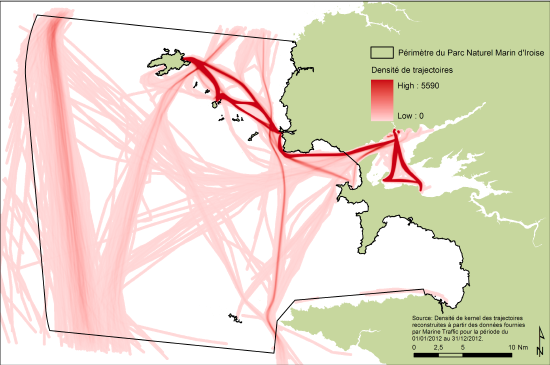 Périmètre du Parc Naturel Marin d'Iroise
Densité de trajectoires
High : 5590
Low : 0
Source: Densité de kernel des trajectoires
reconstruites à partir des données fournies
par Marine Traffic pour la période du
01/01/2012 au 31/12/2012.
0 2,5 5 10 Nm
N